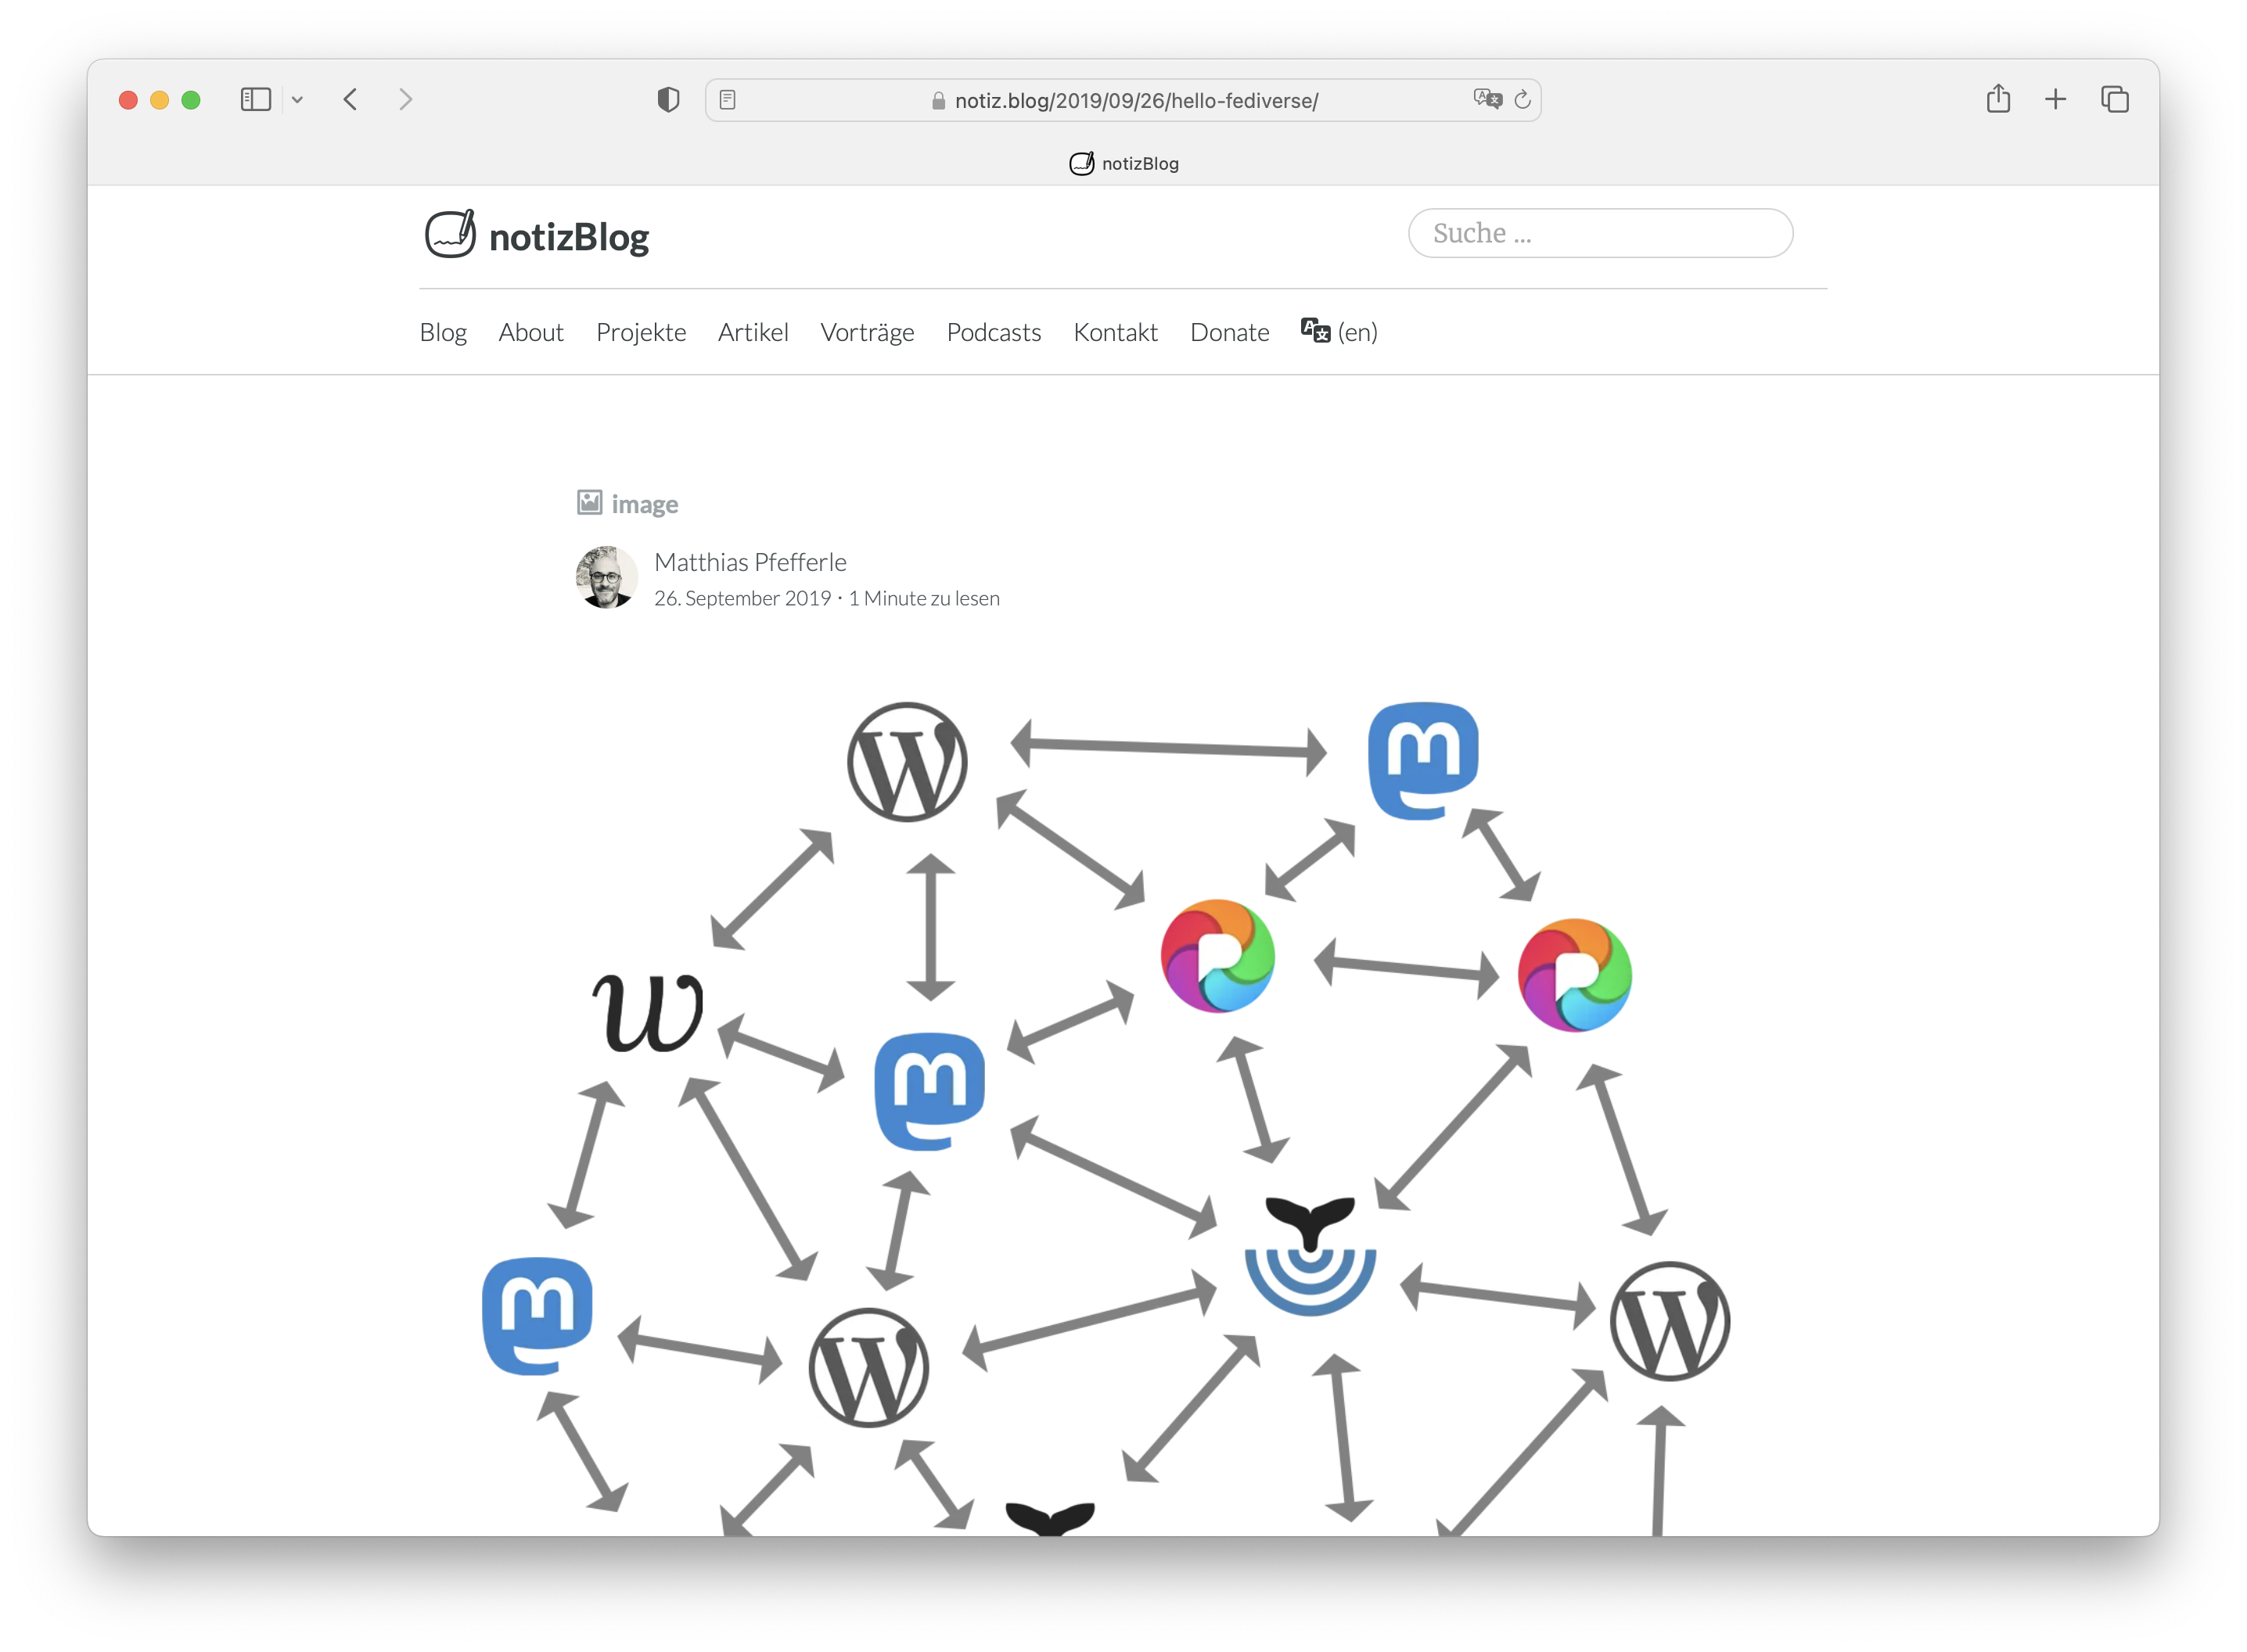 notiz.blog/2019/09/26/hello-fediverse/
notizBlog
notizBlog
Suche ...
Blog About Projekte Artikel Vorträge Podcasts Kontakt Donate (en)
image
Matthias Pfefferle
26. September 2019 · 1 Minute zu lesen